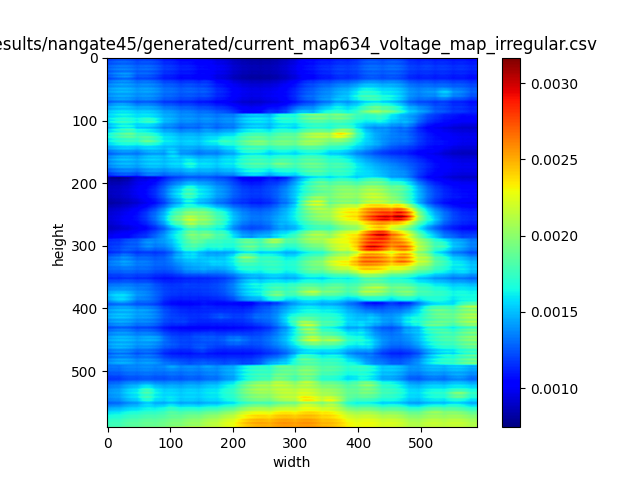 esults/nangate45/generated/current_map634_voltage_map_irregular.csv
0
100
200
300
400
500
height
0 100 200 300 400 500
width
0.0030
0.0025
0.0020
0.0015
0.0010